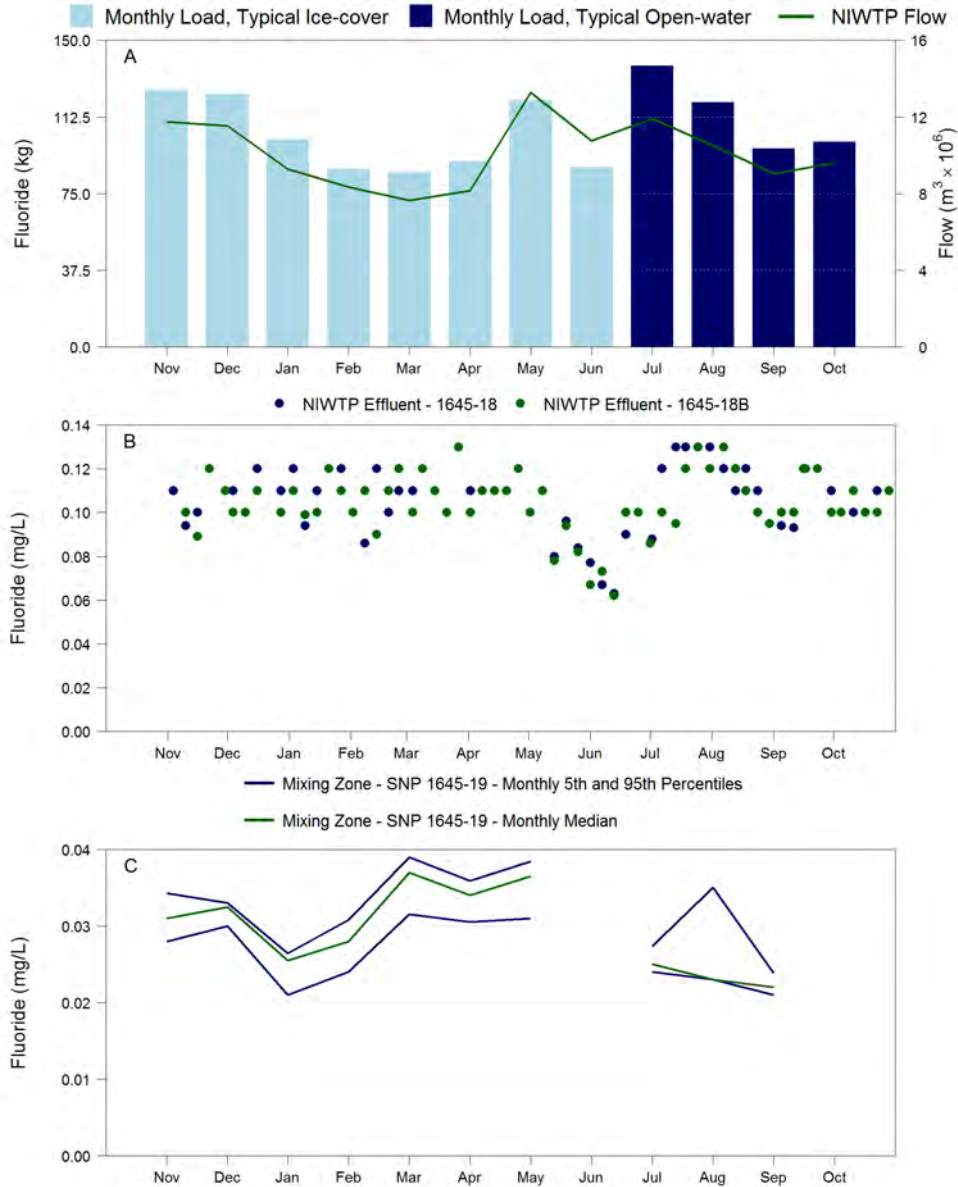 Monthly Load, Typical Ice-cover Monthly Load, Typical Open-water NIWTP Flow
A
150.0
112.5
75.0
37.5
0.0
Fluoride (kg)
16
12
8
4
0
Flow (m³ × 10⁶)
Nov Dec Jan Feb Mar Apr May Jun Jul Aug Sep Oct
NIWTP Effluent - 1645-18 NIWTP Effluent - 1645-18B
B
0.14
0.12
0.10
0.08
0.06
0.04
0.02
0.00
Fluoride (mg/L)
Nov Dec Jan Feb Mar Apr May Jun Jul Aug Sep Oct
Mixing Zone - SNP 1645-19 - Monthly 5th and 95th Percentiles
Mixing Zone - SNP 1645-19 - Monthly Median
C
0.04
0.03
0.02
0.01
0.00
Fluoride (mg/L)
Nov Dec Jan Feb Mar Apr May Jun Jul Aug Sep Oct